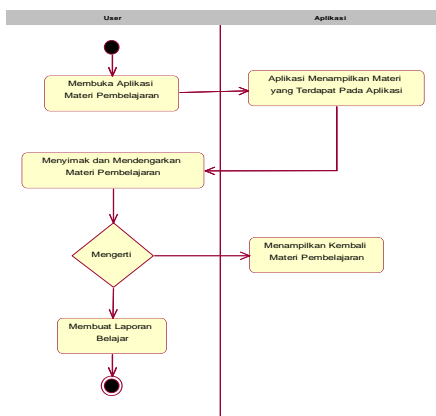 User
Aplikasi
Membuka Aplikasi
Materi Pembelajaran
Aplikasi Menampilkan Materi
yang Terdapat Pada Aplikasi
Menyimak dan Mendengarkan
Materi Pembelajaran
Mengerti
Menampilkan Kembali
Materi Pembelajaran
Membuat Laporan
Belajar